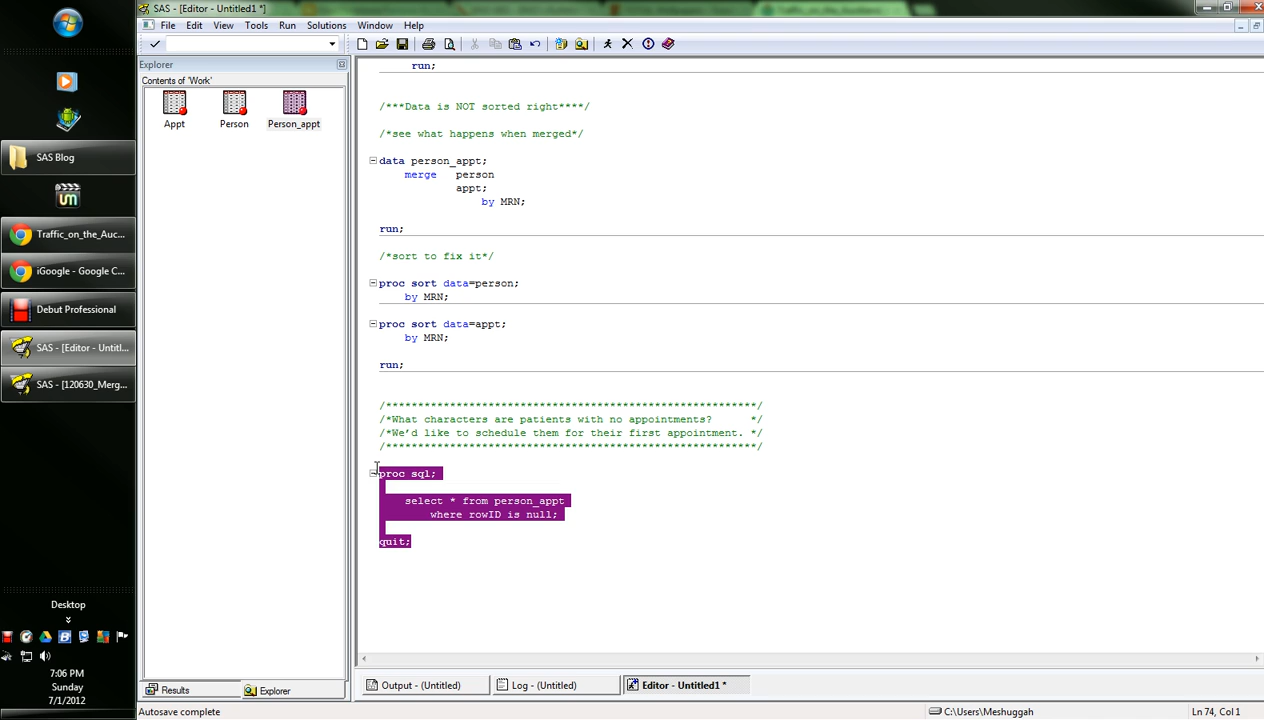 SAS - [Editor - Untitled1 *]
File Edit View Tools Run Solutions Window Help
Explorer
Contents of 'Work'
Appt Person Person_appt
run;
/***Data is NOT sorted right****/
/*see what happens when merged*/
data person_appt;
merge person
appt;
by MRN;
run;
/*sort to fix it*/
proc sort data=person;
by MRN;
proc sort data=appt;
by MRN;
run;
/**********************************************************/
/*What characters are patients with no appointments? */
/*We'd like to schedule them for their first appointment. */
/**********************************************************/
proc sql;
select * from person_appt
where rowID is null;
quit;
Results Explorer
Output - (Untitled) Log - (Untitled) Editor - Untitled1 *
Autosave complete C:\Users\Meshuggah Ln 74, Col 1
SAS Blog
Traffic_on_the_Auc...
iGoogle - Google C...
Debut Professional
SAS - [Editor - Untitl...
SAS - [120630_Merg...
Desktop
7:06 PM
Sunday
7/1/2012